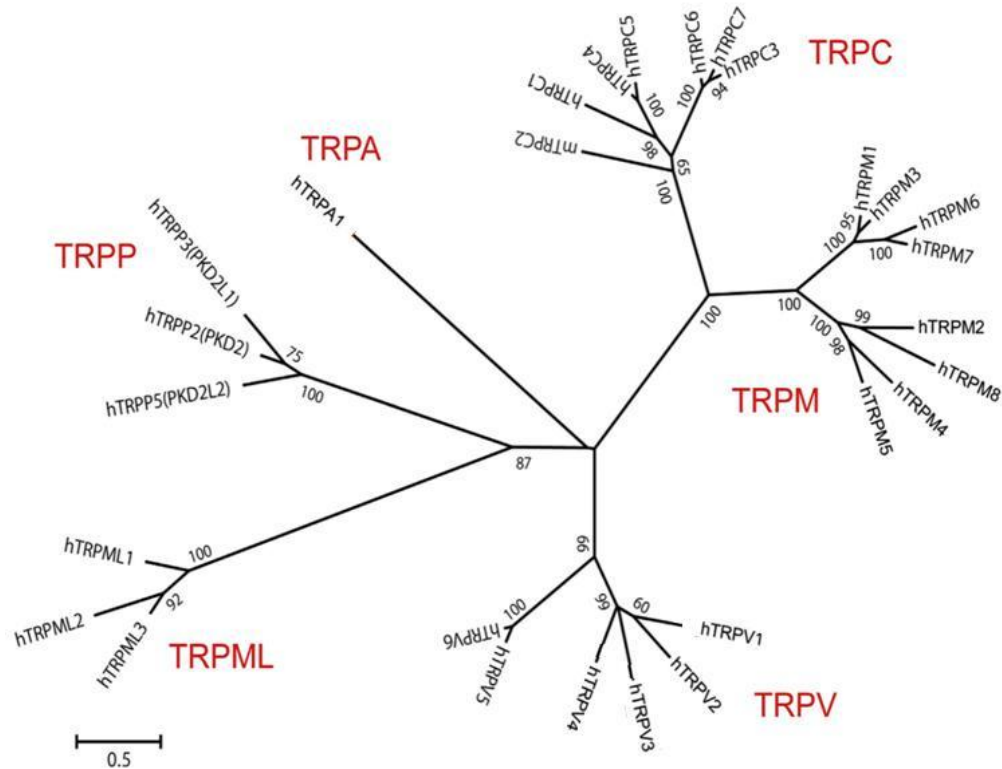 TRPC
hTRPC5
hTRPC4
hTRPC1
mTRPC2
hTRPC6
hTRPC7
hTRPC3
100
98
100
94
65
100
TRPA
hTRPA1
TRPP
hTRPP3(PKD2L1)
hTRPP2(PKD2)
hTRPP5(PKD2L2)
75
100
87
100
hTRPM1
hTRPM3
hTRPM6
hTRPM7
95
100
100
100
hTRPM2
hTRPM8
hTRPM4
hTRPM5
99
100
98
TRPM
hTRPML1
hTRPML2
hTRPML3
100
92
TRPML
99
100
hTRPV6
hTRPV5
99
60
hTRPV1
hTRPV2
hTRPV3
hTRPV4
TRPV
0.5